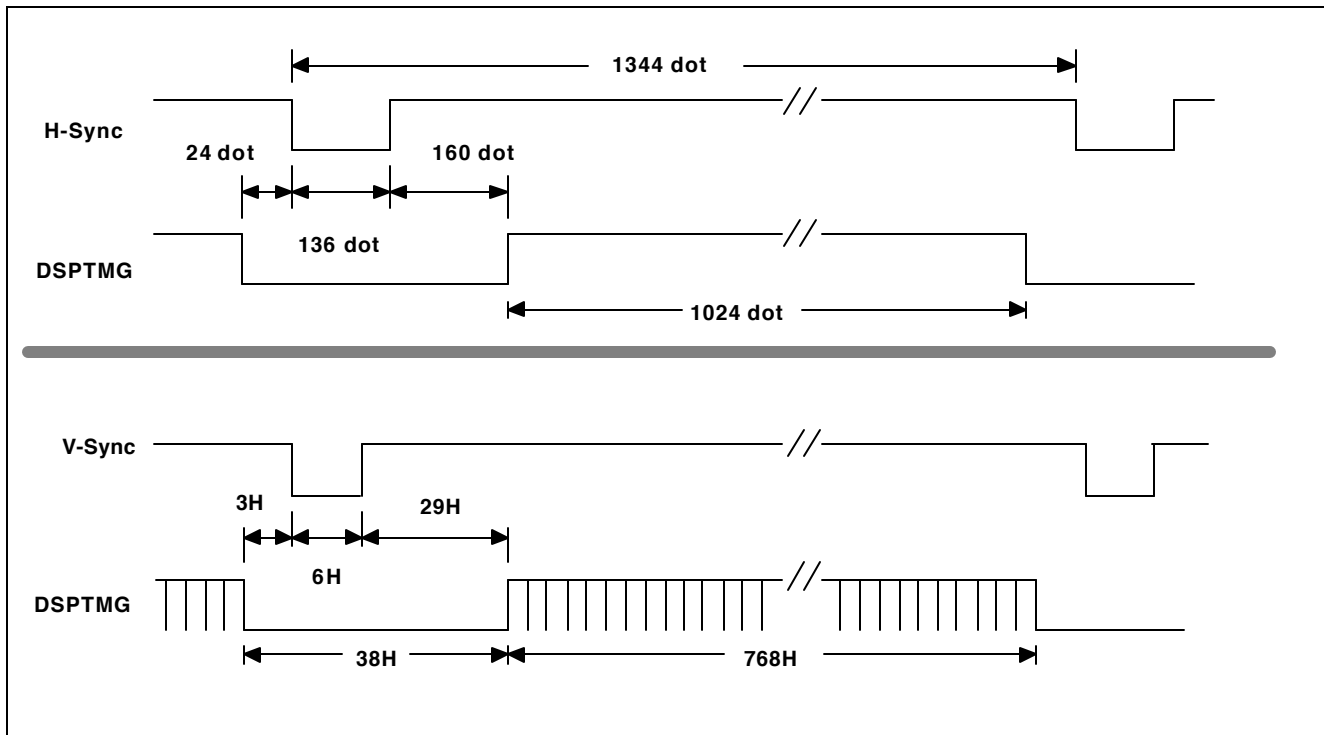 1344 dot
H-Sync
24 dot
160 dot
136 dot
DSPTMG
1024 dot
V-Sync
3H
29H
6H
DSPTMG
38H
768H